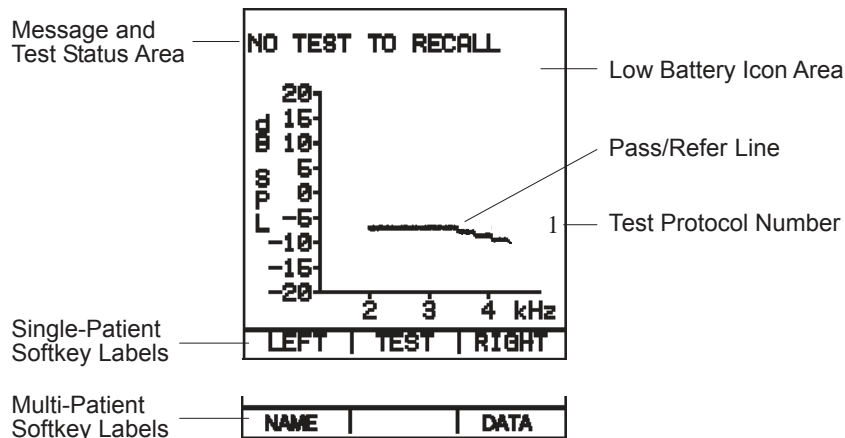 Message and
Test Status Area
NO TEST TO RECALL
Low Battery Icon Area
20
15
10
5
0
-5
-10
-15
-20
dB SPL
Pass/Refer Line
1
Test Protocol Number
2 3 4 kHz
Single-Patient
Softkey Labels
LEFT TEST RIGHT
Multi-Patient
Softkey Labels
NAME DATA